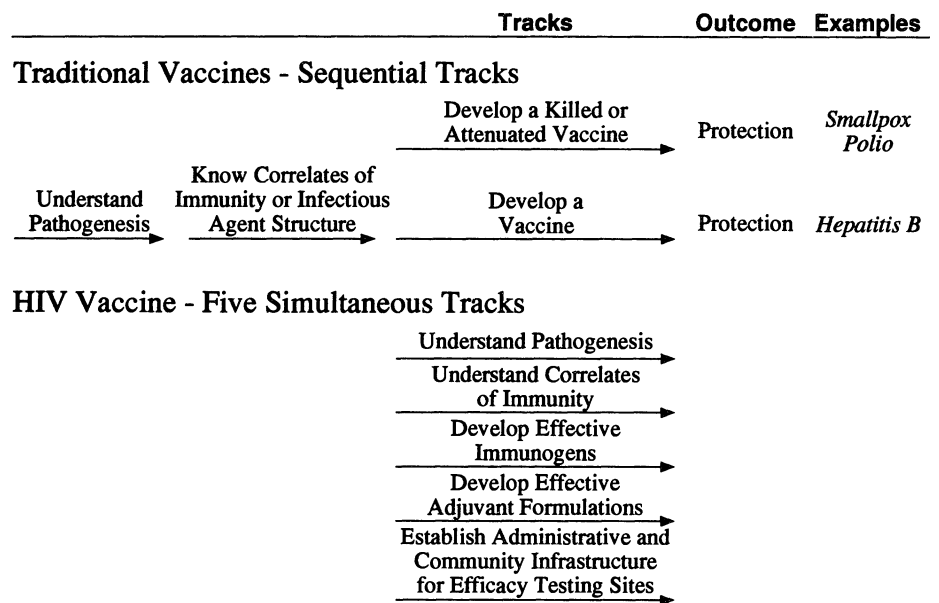 Tracks Outcome Examples
Traditional Vaccines - Sequential Tracks
Develop a Killed or
Attenuated Vaccine
Protection
Smallpox
Polio
Understand
Pathogenesis
Know Correlates of
Immunity or Infectious
Agent Structure
Develop a
Vaccine
Protection
Hepatitis B
HIV Vaccine - Five Simultaneous Tracks
Understand Pathogenesis
Understand Correlates
of Immunity
Develop Effective
Immunogens
Develop Effective
Adjuvant Formulations
Establish Administrative and
Community Infrastructure
for Efficacy Testing Sites